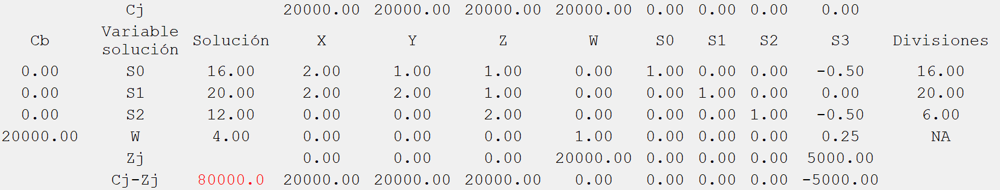 Cj 20000.00 20000.00 20000.00 20000.00 0.00 0.00 0.00 0.00
Cb Variable solución Solución X Y Z W S0 S1 S2 S3 Divisiones
0.00 S0 16.00 2.00 1.00 1.00 0.00 1.00 0.00 0.00 -0.50 16.00
0.00 S1 20.00 2.00 2.00 1.00 0.00 0.00 1.00 0.00 0.00 20.00
0.00 S2 12.00 0.00 0.00 2.00 0.00 0.00 0.00 1.00 -0.50 6.00
20000.00 W 4.00 0.00 0.00 0.00 1.00 0.00 0.00 0.00 0.25 NA
Zj 0.00 0.00 0.00 20000.00 0.00 0.00 0.00 5000.00
Cj-Zj 80000.0 20000.00 20000.00 20000.00 0.00 0.00 0.00 0.00 -5000.00